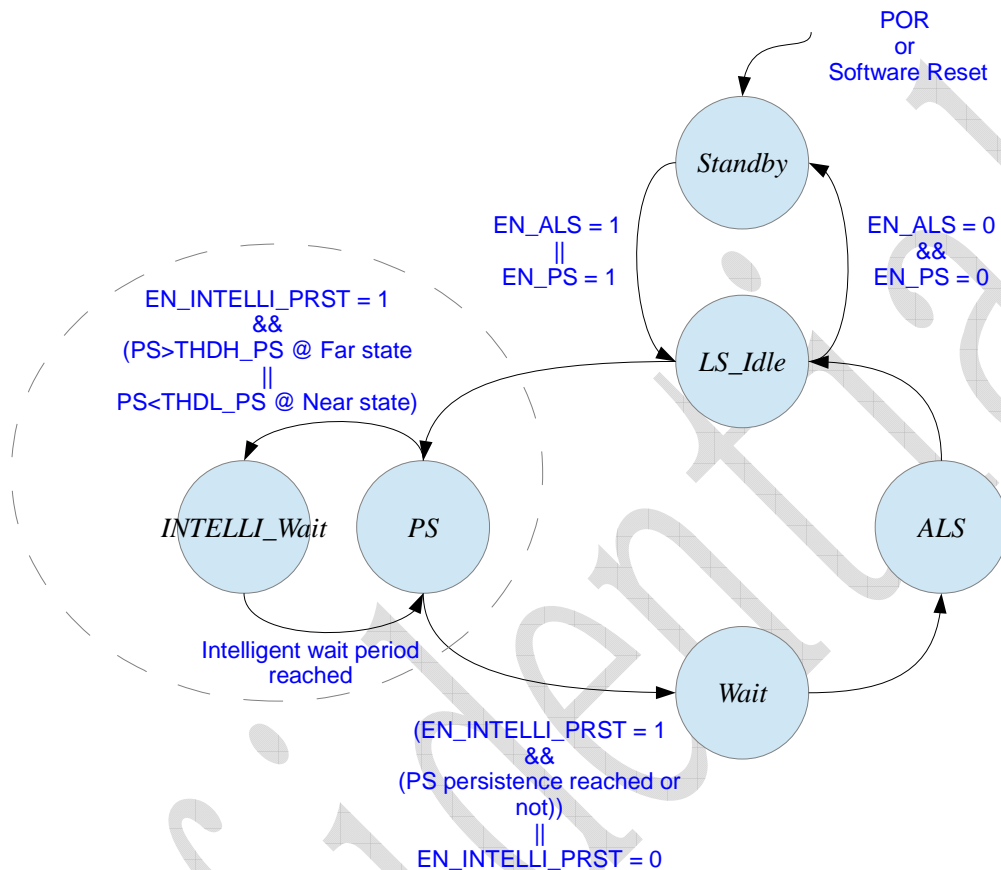 POR
or
Software Reset
Standby
EN_ALS = 1
||
EN_PS = 1
EN_ALS = 0
&&
EN_PS = 0
EN_INTELLI_PRST = 1
&&
(PS>THDH_PS @ Far state
||
PS<THDL_PS @ Near state)
LS_Idle
INTELLI_Wait
PS
ALS
Intelligent wait period
reached
Wait
(EN_INTELLI_PRST = 1
&&
(PS persistence reached or
not))
||
EN_INTELLI_PRST = 0